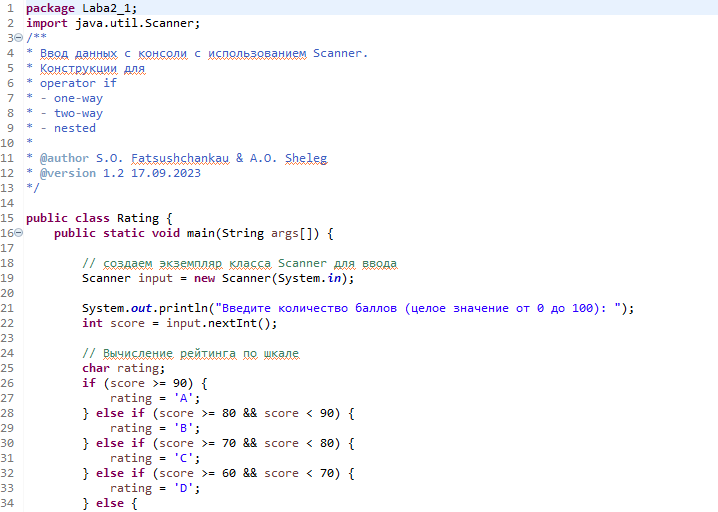 1 package Laba2_1;
2 import java.util.Scanner;
3 /**
4 * Ввод данных с консоли с использованием Scanner.
5 * Конструкции для
6 * operator if
7 * - one-way
8 * - two-way
9 * - nested
10 *
11 * @author S.O. Fatsushchankau & A.O. Sheleg
12 * @version 1.2 17.09.2023
13 */
14
15 public class Rating {
16 public static void main(String args[]) {
17
18 // создаем экземпляр класса Scanner для ввода
19 Scanner input = new Scanner(System.in);
20
21 System.out.println("Введите количество баллов (целое значение от 0 до 100): ");
22 int score = input.nextInt();
23
24 // Вычисление рейтинга по шкале
25 char rating;
26 if (score >= 90) {
27 rating = 'A';
28 } else if (score >= 80 && score < 90) {
29 rating = 'B';
30 } else if (score >= 70 && score < 80) {
31 rating = 'C';
32 } else if (score >= 60 && score < 70) {
33 rating = 'D';
34 } else {